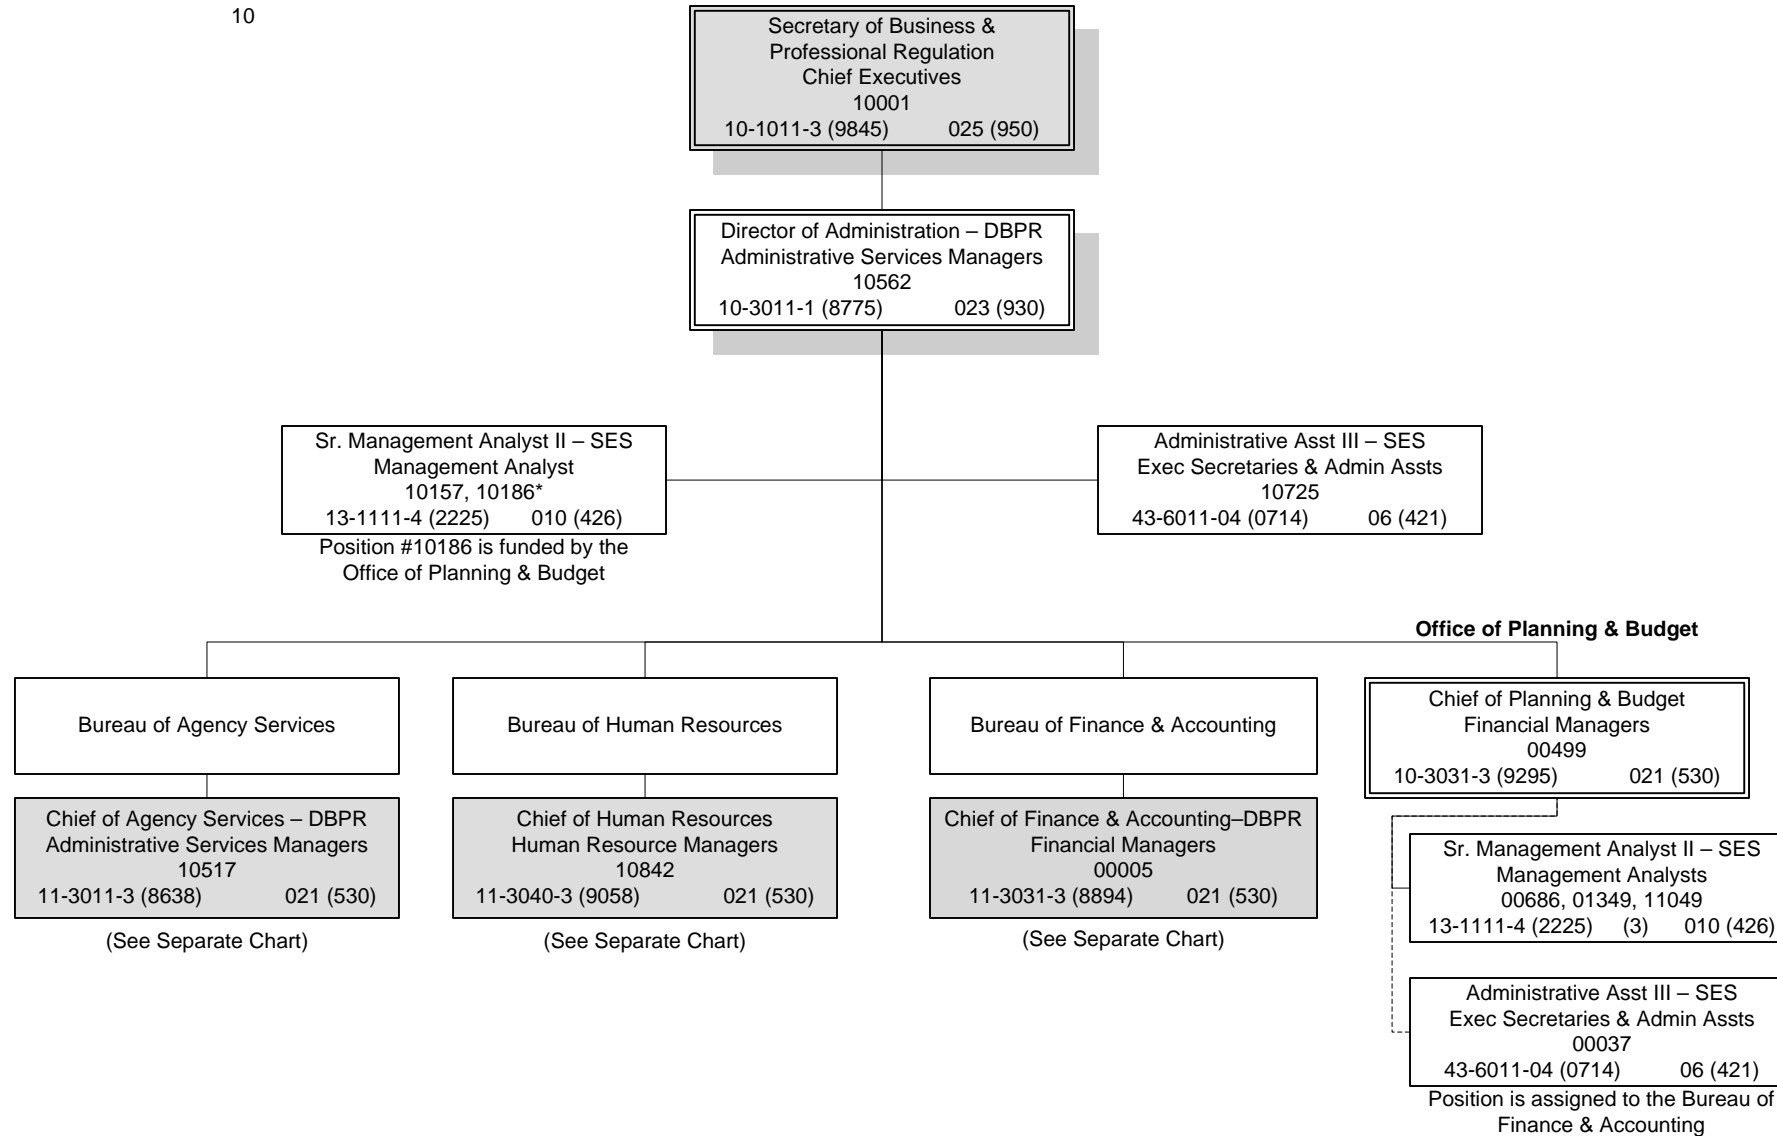 10
Secretary of Business &
Professional Regulation
Chief Executives
10001
10-1011-3 (9845) 025 (950)
Director of Administration – DBPR
Administrative Services Managers
10562
10-3011-1 (8775) 023 (930)
Sr. Management Analyst II – SES
Management Analyst
10157, 10186*
13-1111-4 (2225) 010 (426)
Position #10186 is funded by the
Office of Planning & Budget
Administrative Asst III – SES
Exec Secretaries & Admin Assts
10725
43-6011-04 (0714) 06 (421)
Office of Planning & Budget
Bureau of Agency Services
Chief of Agency Services – DBPR
Administrative Services Managers
10517
11-3011-3 (8638) 021 (530)
(See Separate Chart)
Bureau of Human Resources
Chief of Human Resources
Human Resource Managers
10842
11-3040-3 (9058) 021 (530)
(See Separate Chart)
Bureau of Finance & Accounting
Chief of Finance & Accounting–DBPR
Financial Managers
00005
11-3031-3 (8894) 021 (530)
(See Separate Chart)
Chief of Planning & Budget
Financial Managers
00499
10-3031-3 (9295) 021 (530)
Sr. Management Analyst II – SES
Management Analysts
00686, 01349, 11049
13-1111-4 (2225) (3) 010 (426)
Administrative Asst III – SES
Exec Secretaries & Admin Assts
00037
43-6011-04 (0714) 06 (421)
Position is assigned to the Bureau of
Finance & Accounting